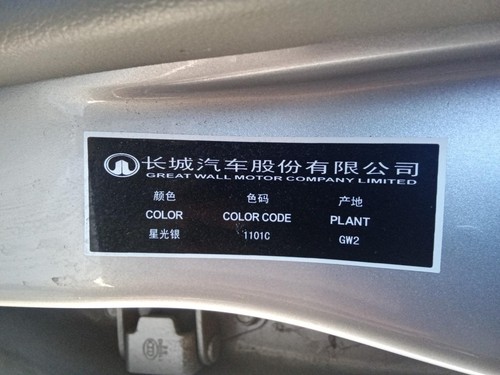 长城汽车股份有限公司
GREAT WALL MOTOR COMPANY LIMITED
颜色 色码 产地
COLOR COLOR CODE PLANT
星光银 1101C GW2